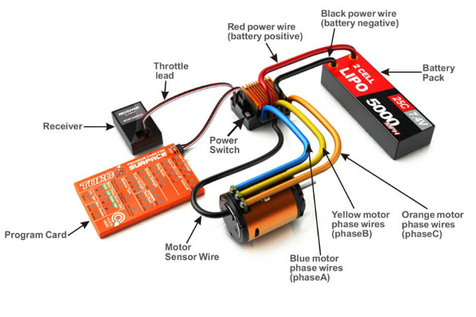 Black power wire
(battery negative)
Red power wire
(battery positive)
Throttle
lead
Battery
Pack
2 CELL
LIPO
25C 7.4V
5000
Receiver
Power
Switch
TORO
SURPACE
Program Card
Motor
Sensor Wire
Yellow motor
phase wires
(phaseB)
Orange motor
phase wires
(phaseC)
Blue motor
phase wires
(phaseA)